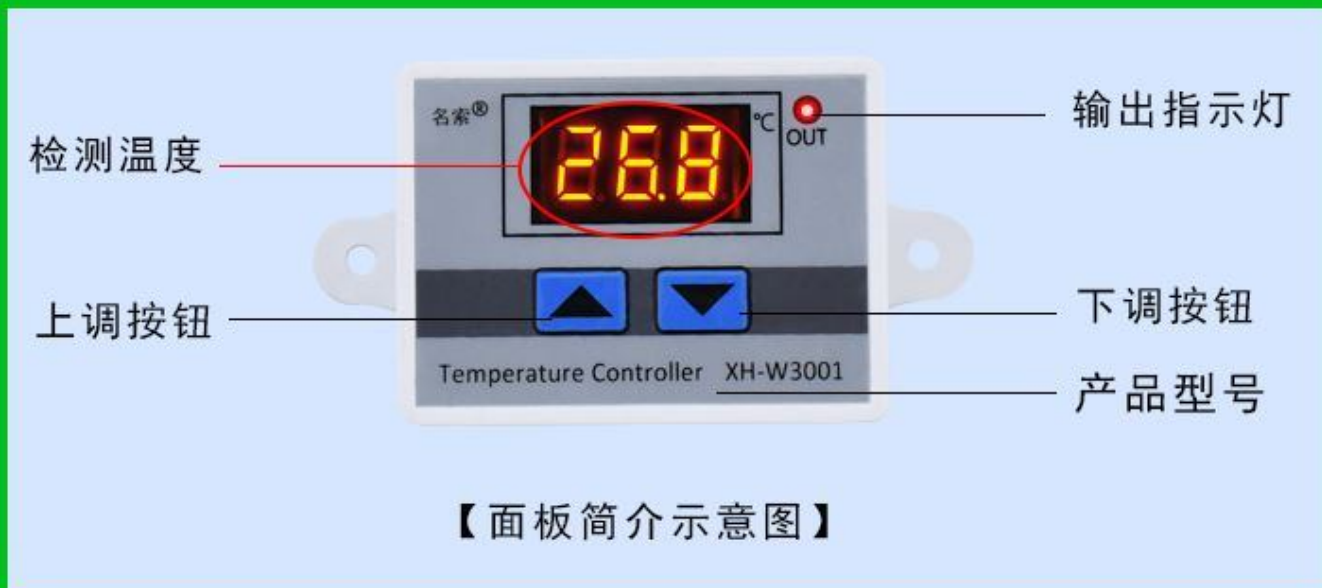 名索®
26.8
℃
OUT
输出指示灯
检测温度
上调按钮
下调按钮
Temperature Controller XH-W3001
产品型号
【面板简介示意图】